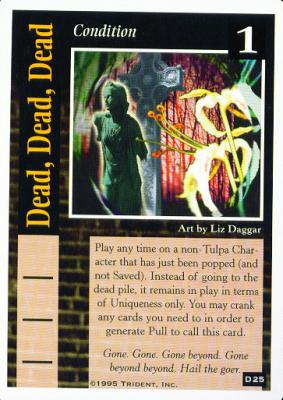 Dead, Dead, Dead
Condition
1
Art by Liz Daggar
Play any time on a non-Tulpa Char-
acter that has just been popped (and
not Saved). Instead of going to the
dead pile, it remains in play in terms
of Uniqueness only. You may crank
any cards you need to in order to
generate Pull to call this card.
Gone. Gone. Gone beyond. Gone
beyond beyond. Hail the goer.
©1995 TRIDENT, INC.
D25